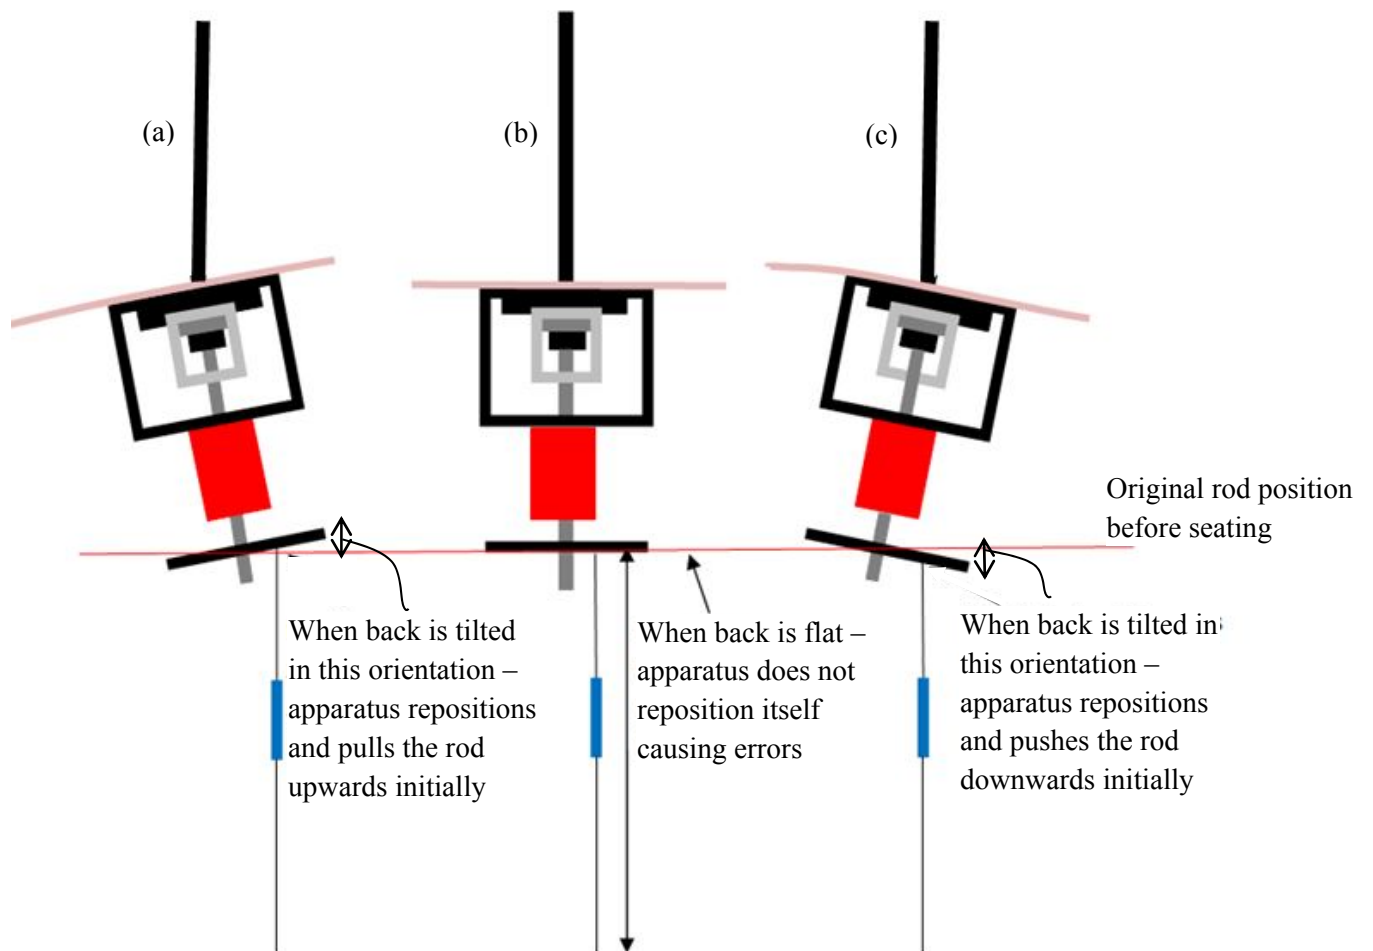 (a)
(b)
(c)
Original rod position
before seating
When back is tilted
in this orientation –
apparatus repositions
and pulls the rod
upwards initially
When back is flat –
apparatus does not
reposition itself
causing errors
When back is tilted in
this orientation –
apparatus repositions
and pushes the rod
downwards initially